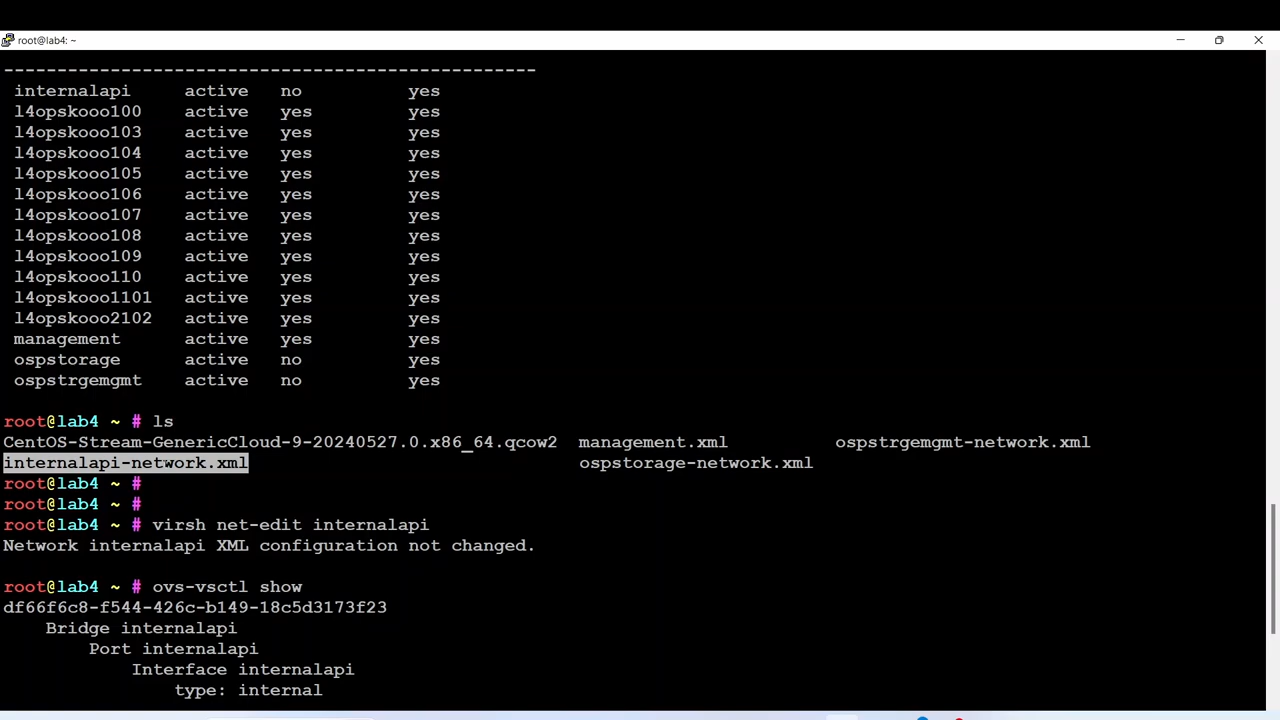 root@lab4: ~
--------------------------------------------------
internalapi active no yes
l4opskooo100 active yes yes
l4opskooo103 active yes yes
l4opskooo104 active yes yes
l4opskooo105 active yes yes
l4opskooo106 active yes yes
l4opskooo107 active yes yes
l4opskooo108 active yes yes
l4opskooo109 active yes yes
l4opskooo110 active yes yes
l4opskooo1101 active yes yes
l4opskooo2102 active yes yes
management active yes yes
ospstorage active no yes
ospstrgemgmt active no yes
root@lab4 ~ # ls
CentOS-Stream-GenericCloud-9-20240527.0.x86_64.qcow2 management.xml ospstrgemgmt-network.xml
internalapi-network.xml ospstorage-network.xml
root@lab4 ~ #
root@lab4 ~ #
root@lab4 ~ # virsh net-edit internalapi
Network internalapi XML configuration not changed.
root@lab4 ~ # ovs-vsctl show
df66f6c8-f544-426c-b149-18c5d3173f23
Bridge internalapi
Port internalapi
Interface internalapi
type: internal